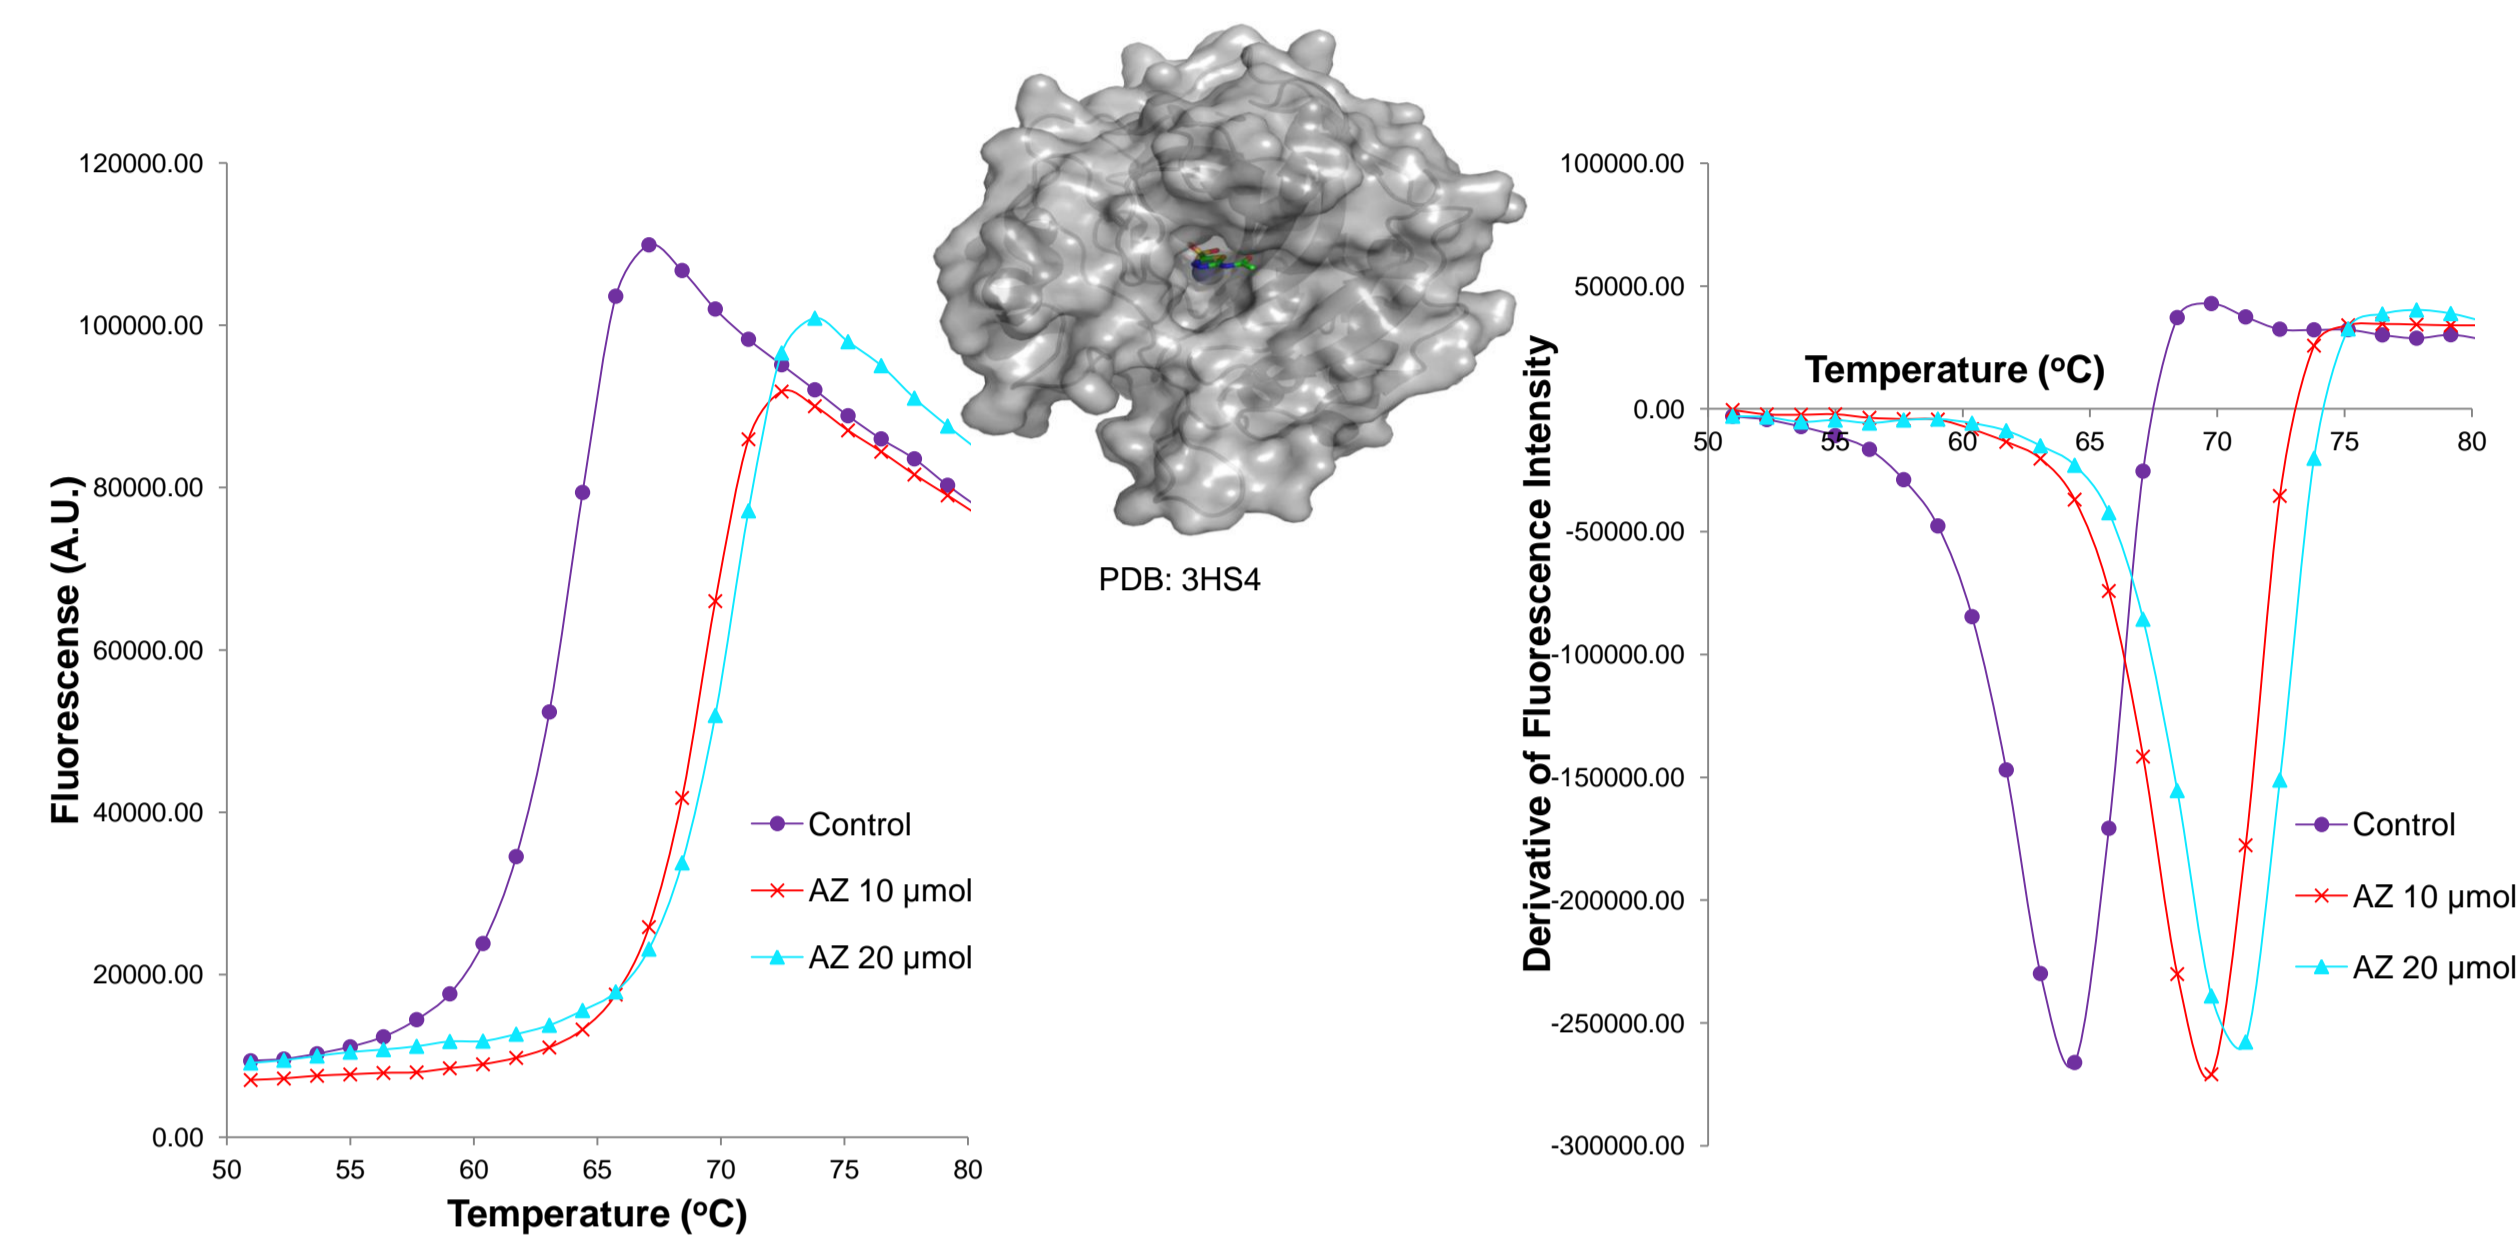 Fluorescense (A.U.)
120000.00
100000.00
80000.00
60000.00
40000.00
20000.00
0.00
50 55 60 65 70 75 80
Temperature (ºC)
Control
AZ 10 µmol
AZ 20 µmol
PDB: 3HS4
Derivative of Fluorescence Intensity
100000.00
50000.00
0.00
-50000.00
-100000.00
-150000.00
-200000.00
-250000.00
-300000.00
Temperature (ºC)
50 55 60 65 70 75 80
Control
AZ 10 µmol
AZ 20 µmol